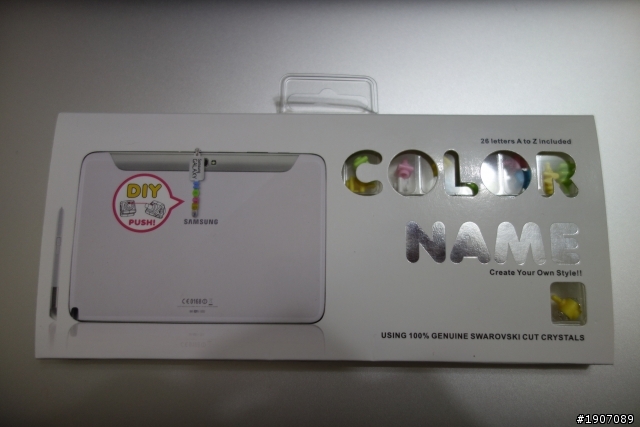 26 letters A to Z included
COLOR
NAME
Create Your Own Style!!
USING 100% GENUINE SWAROVSKI CUT CRYSTALS
DIY
PUSH!
GALAXY
SAMSUNG
#1907089